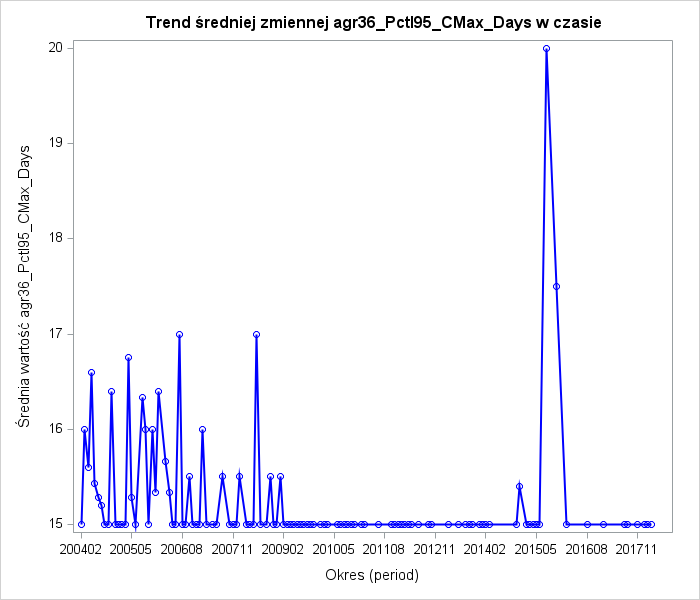 Trend średniej zmiennej agr36_Pctl95_CMax_Days w czasie
Średnia wartość agr36_Pctl95_CMax_Days
20
19
18
17
16
15
200402 200505 200608 200711 200902 201005 201108 201211 201402 201505 201608 201711
Okres (period)